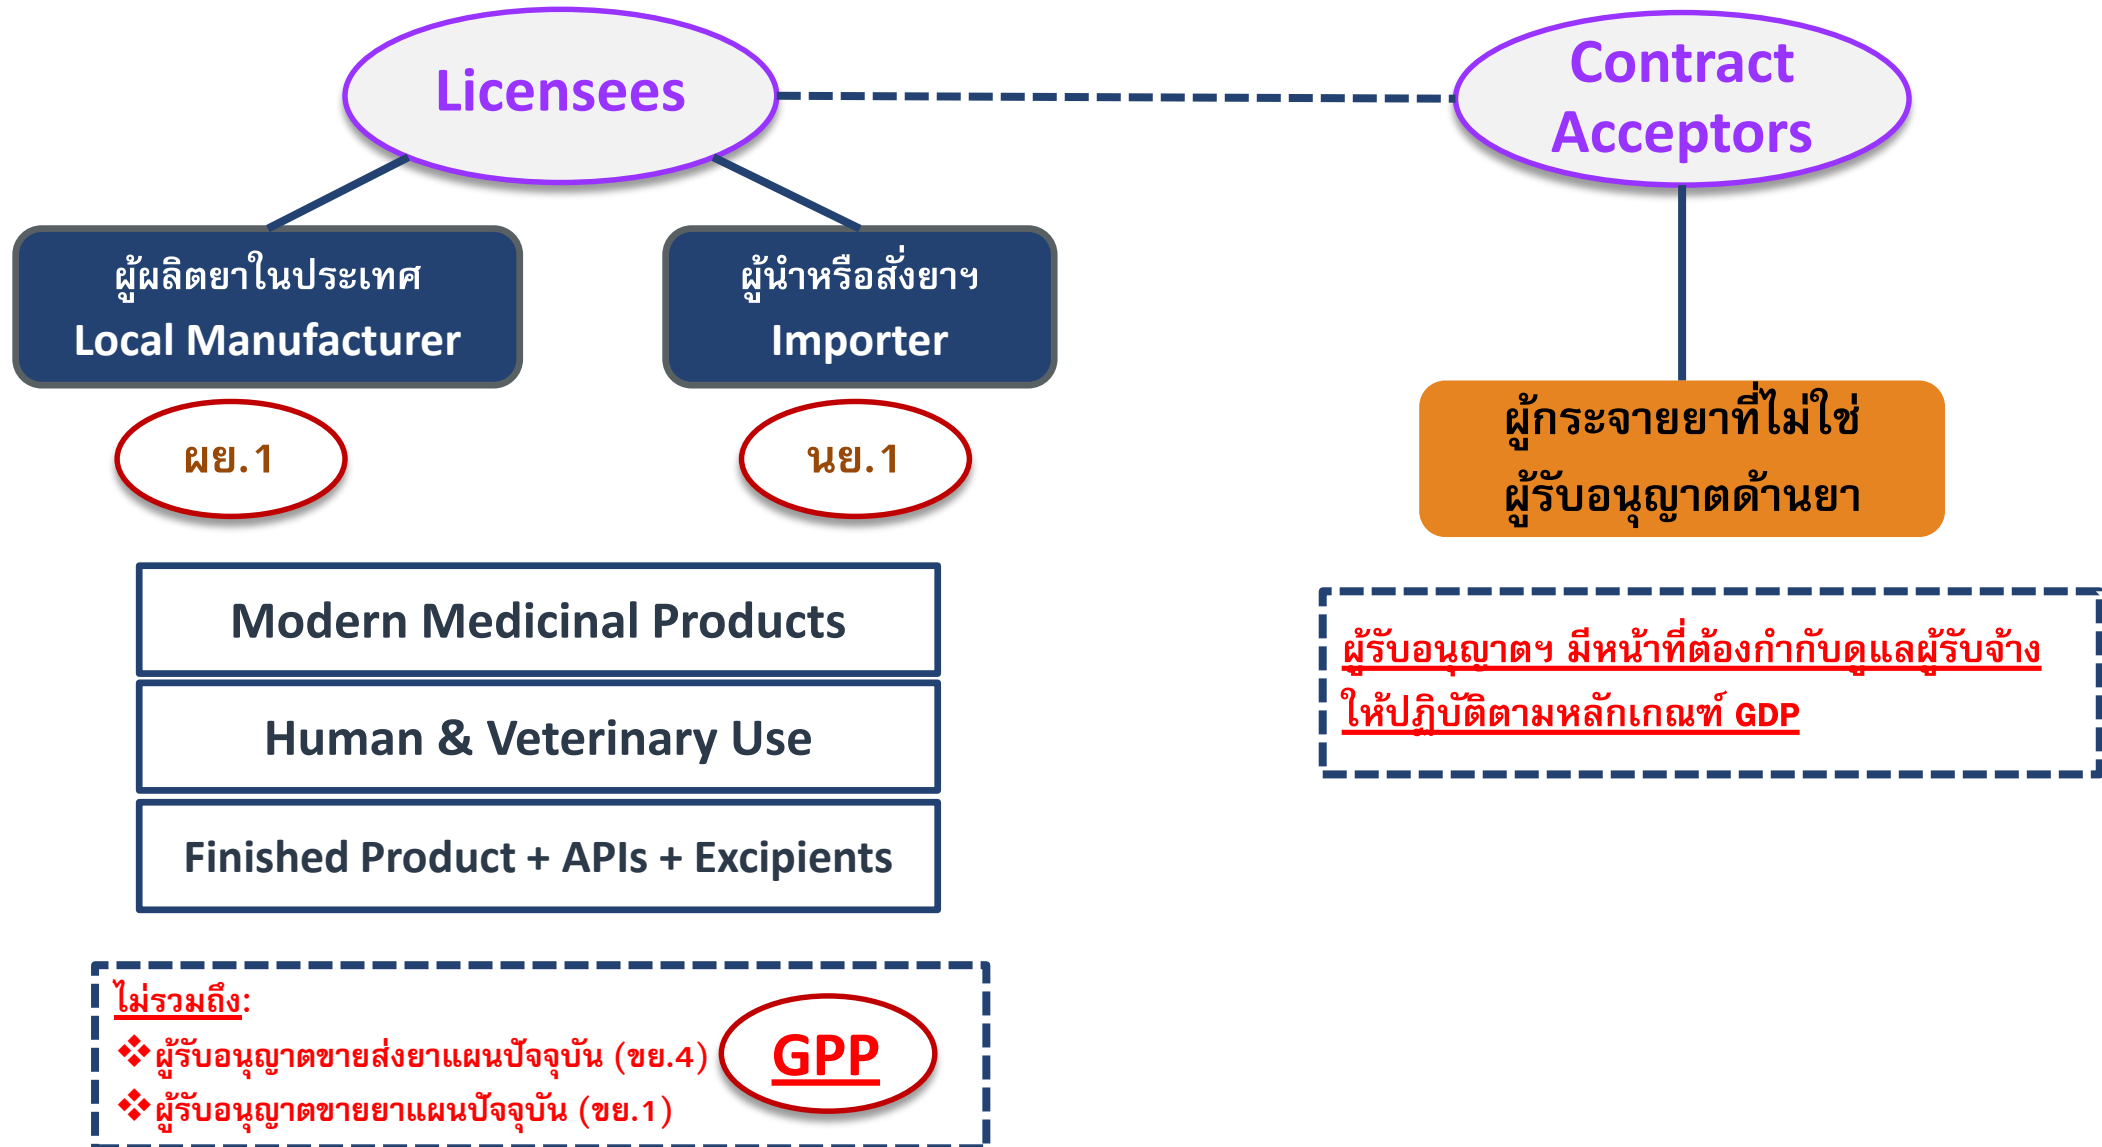 Licensees
Contract
Acceptors
ผู้ผลิตยาในประเทศ
Local Manufacturer
ผู้นำหรือสั่งยาฯ
Importer
ผย.1
นย.1
ผู้กระจายยาที่ไม่ใช่
ผู้รับอนุญาตด้านยา
Modern Medicinal Products
Human & Veterinary Use
Finished Product + APIs + Excipients
ผู้รับอนุญาตฯ มีหน้าที่ต้องกำกับดูแลผู้รับจ้าง
ให้ปฏิบัติตามหลักเกณฑ์ GDP
ไม่รวมถึง:
❖ผู้รับอนุญาตขายส่งยาแผนปัจจุบัน (ขย.4)
❖ผู้รับอนุญาตขายยาแผนปัจจุบัน (ขย.1)
GPP